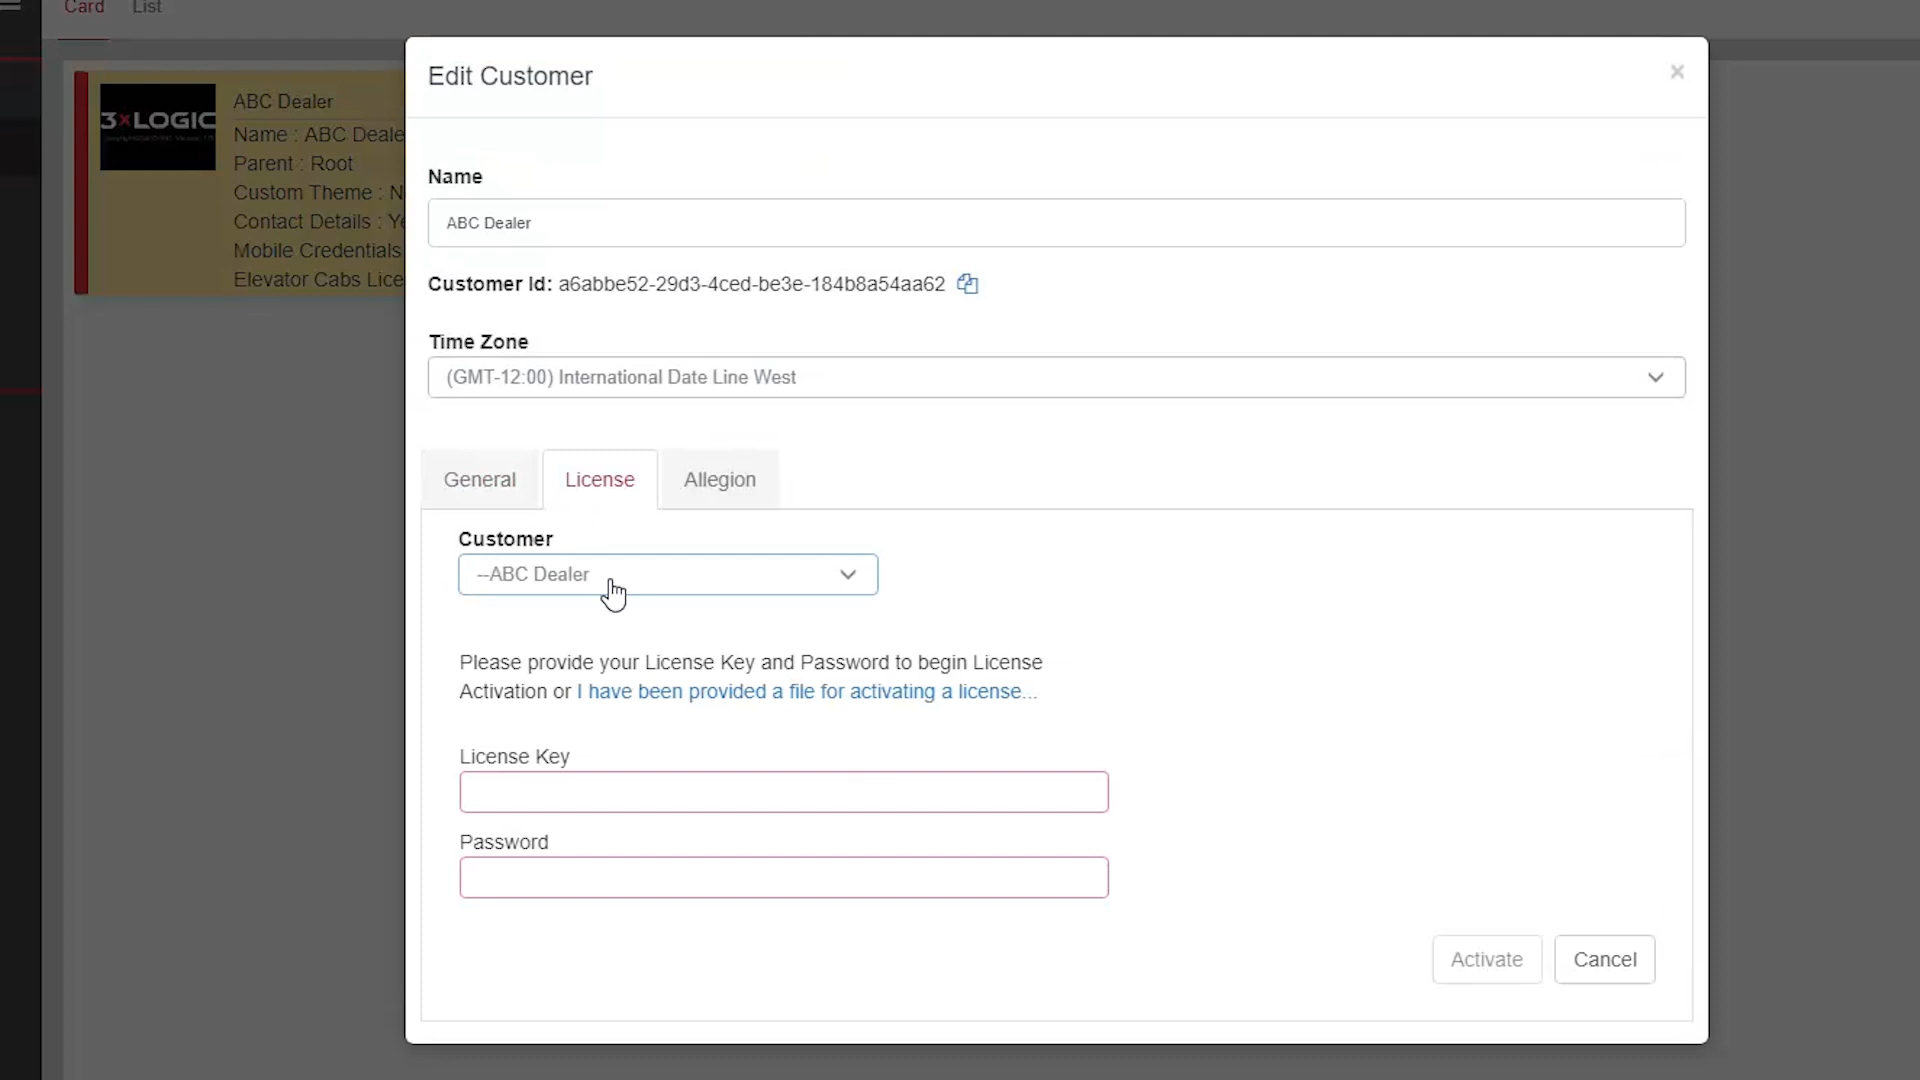 Card
List
3×LOGIC
ABC Dealer
Name : ABC Deale
Parent : Root
Custom Theme : N
Contact Details : Ye
Mobile Credentials
Elevator Cabs Lice
Edit Customer
×
Name
ABC Dealer
Customer Id: a6abbe52-29d3-4ced-be3e-184b8a54aa62
Time Zone
(GMT-12:00) International Date Line West
General
License
Allegion
Customer
--ABC Dealer
Please provide your License Key and Password to begin License
Activation or I have been provided a file for activating a license...
License Key
Password
Activate
Cancel